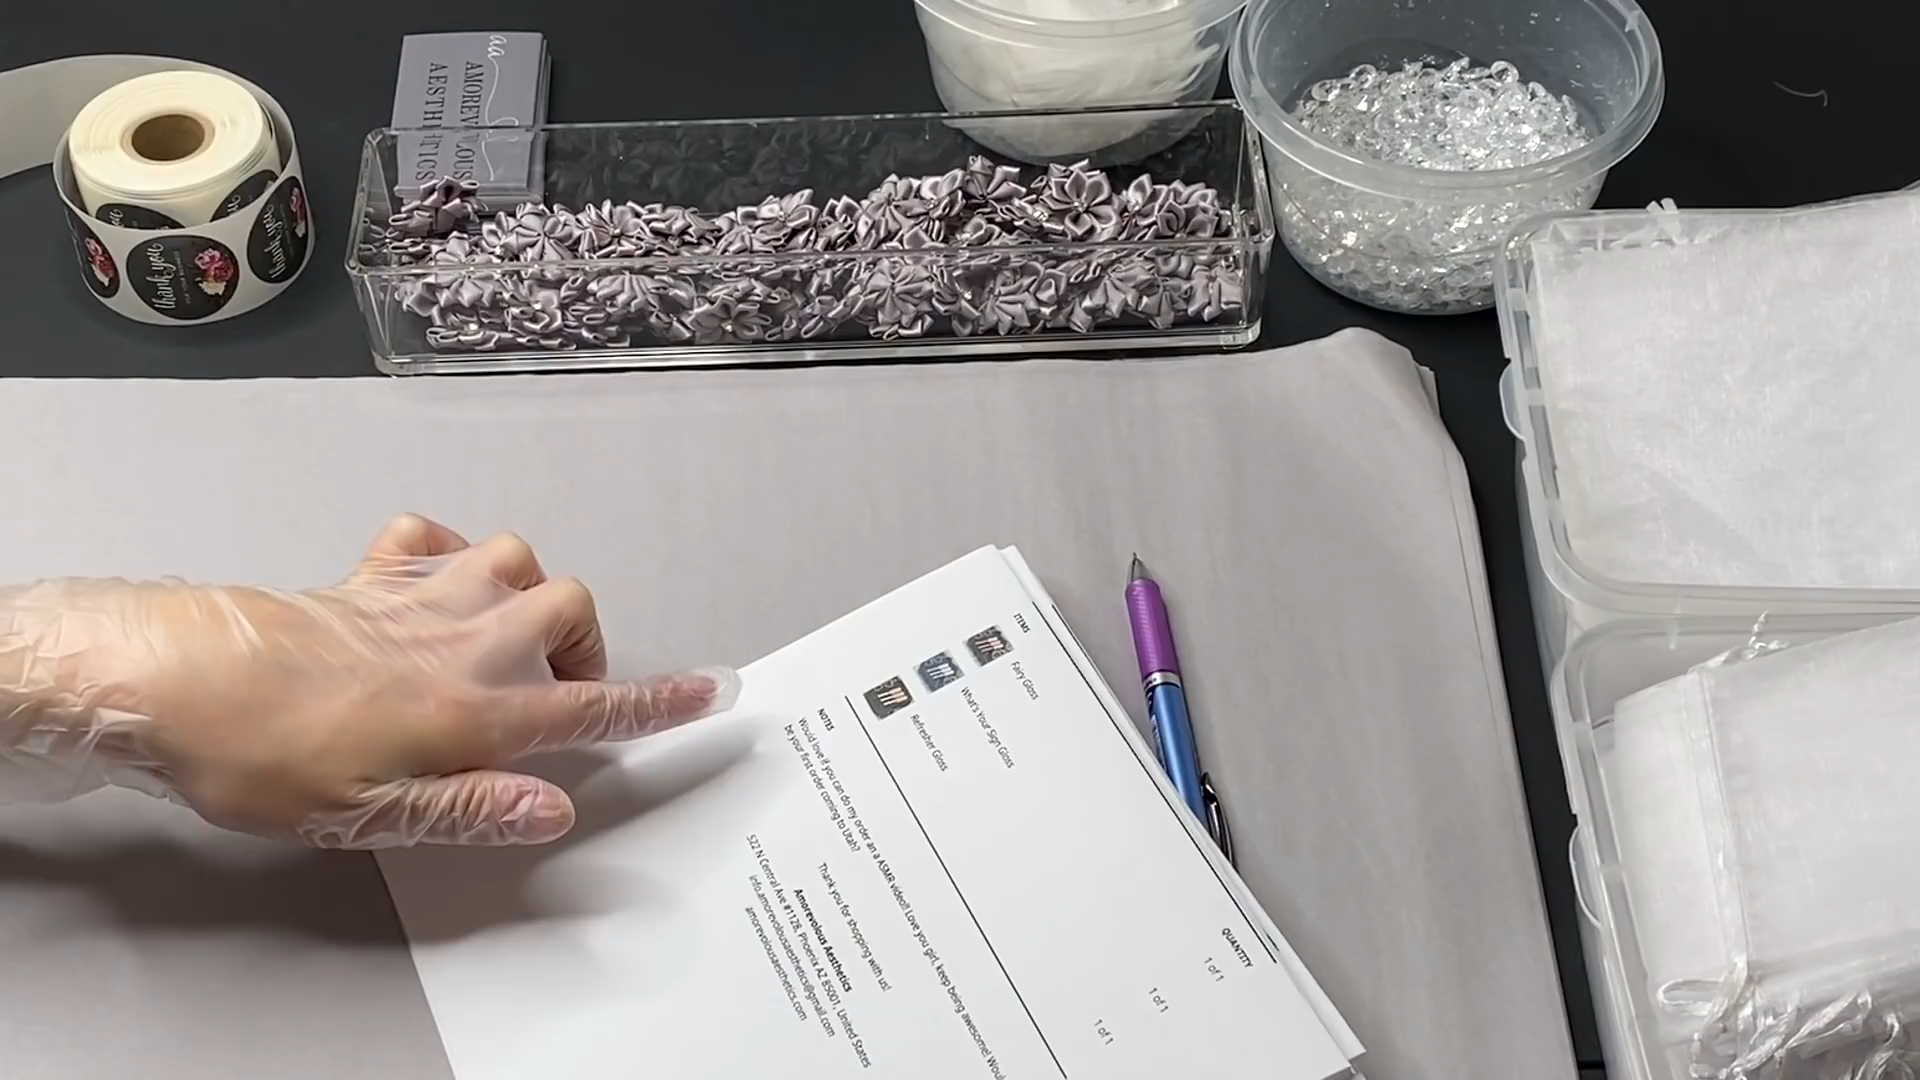 aa
AMOREVOLOUS
AESTHETICS
thank you
thank you
ITEMS
QUANTITY
Fairy Gloss
1 of 1
What's Your Sign Gloss
1 of 1
Refresher Gloss
1 of 1
NOTES
Would love if you can do my order an a ASMR video!! Love you girl, keep being awesome! Would
be your first order coming to Utah?
Thank you for shopping with us!
Amorevolous Aesthetics
522 N Central Ave #1128, Phoenix AZ 85001, United States
info.amorevolousaesthetics@gmail.com
amorevolousaesthetics.com